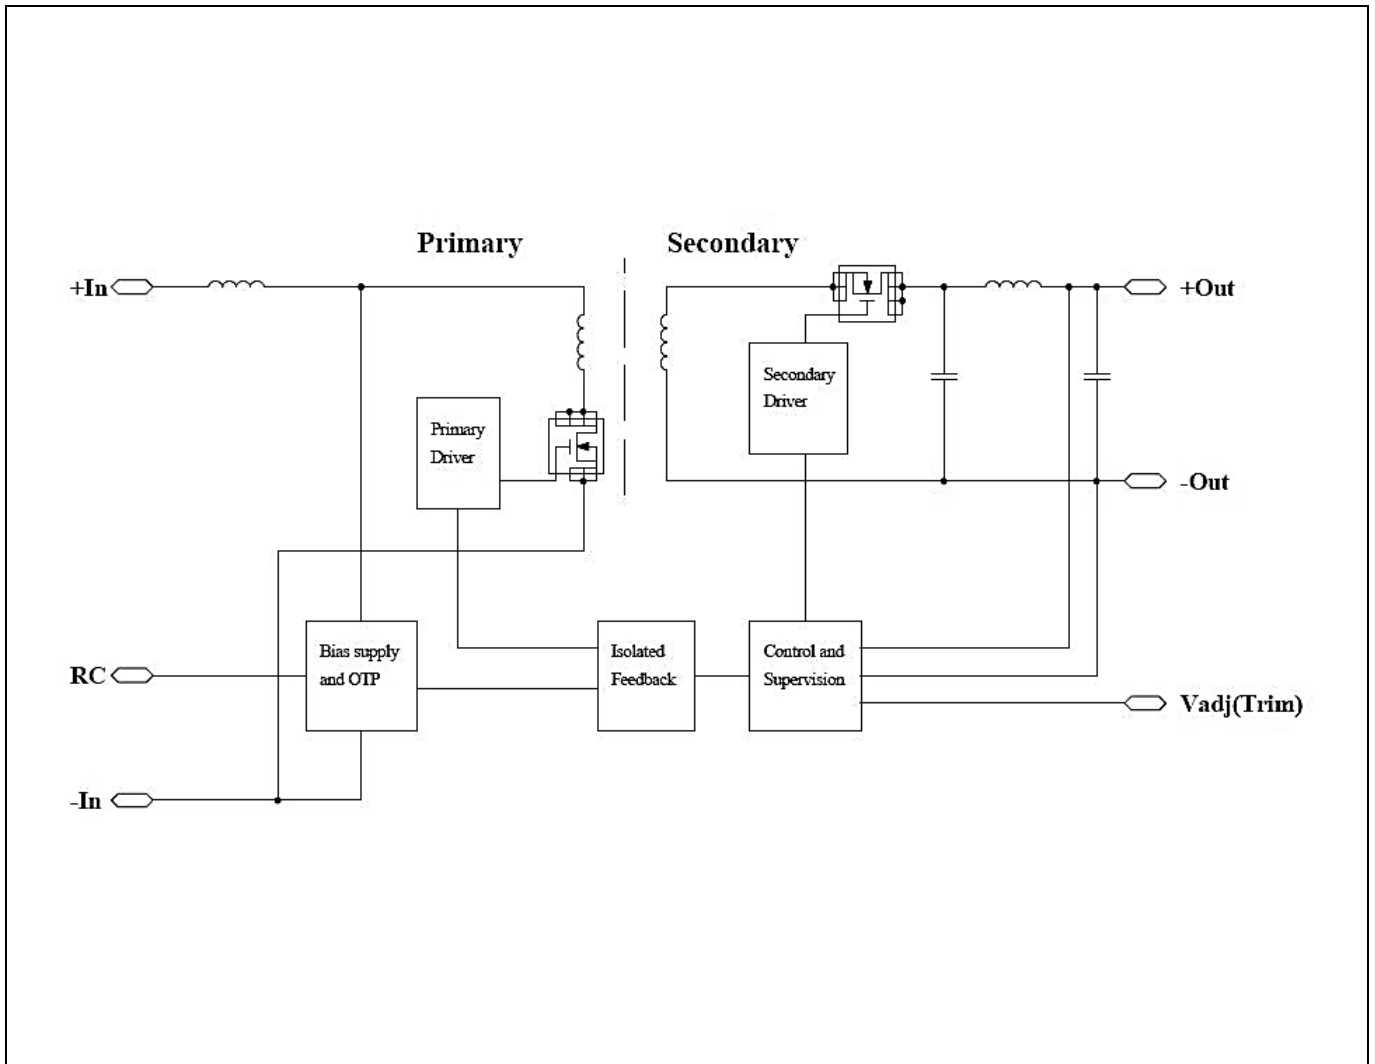 Primary
Secondary
+In
+Out
Secondary
Driver
Primary
Driver
-Out
Bias supply
and OTP
Isolated
Feedback
Control and
Supervision
RC
Vadj(Trim)
-In